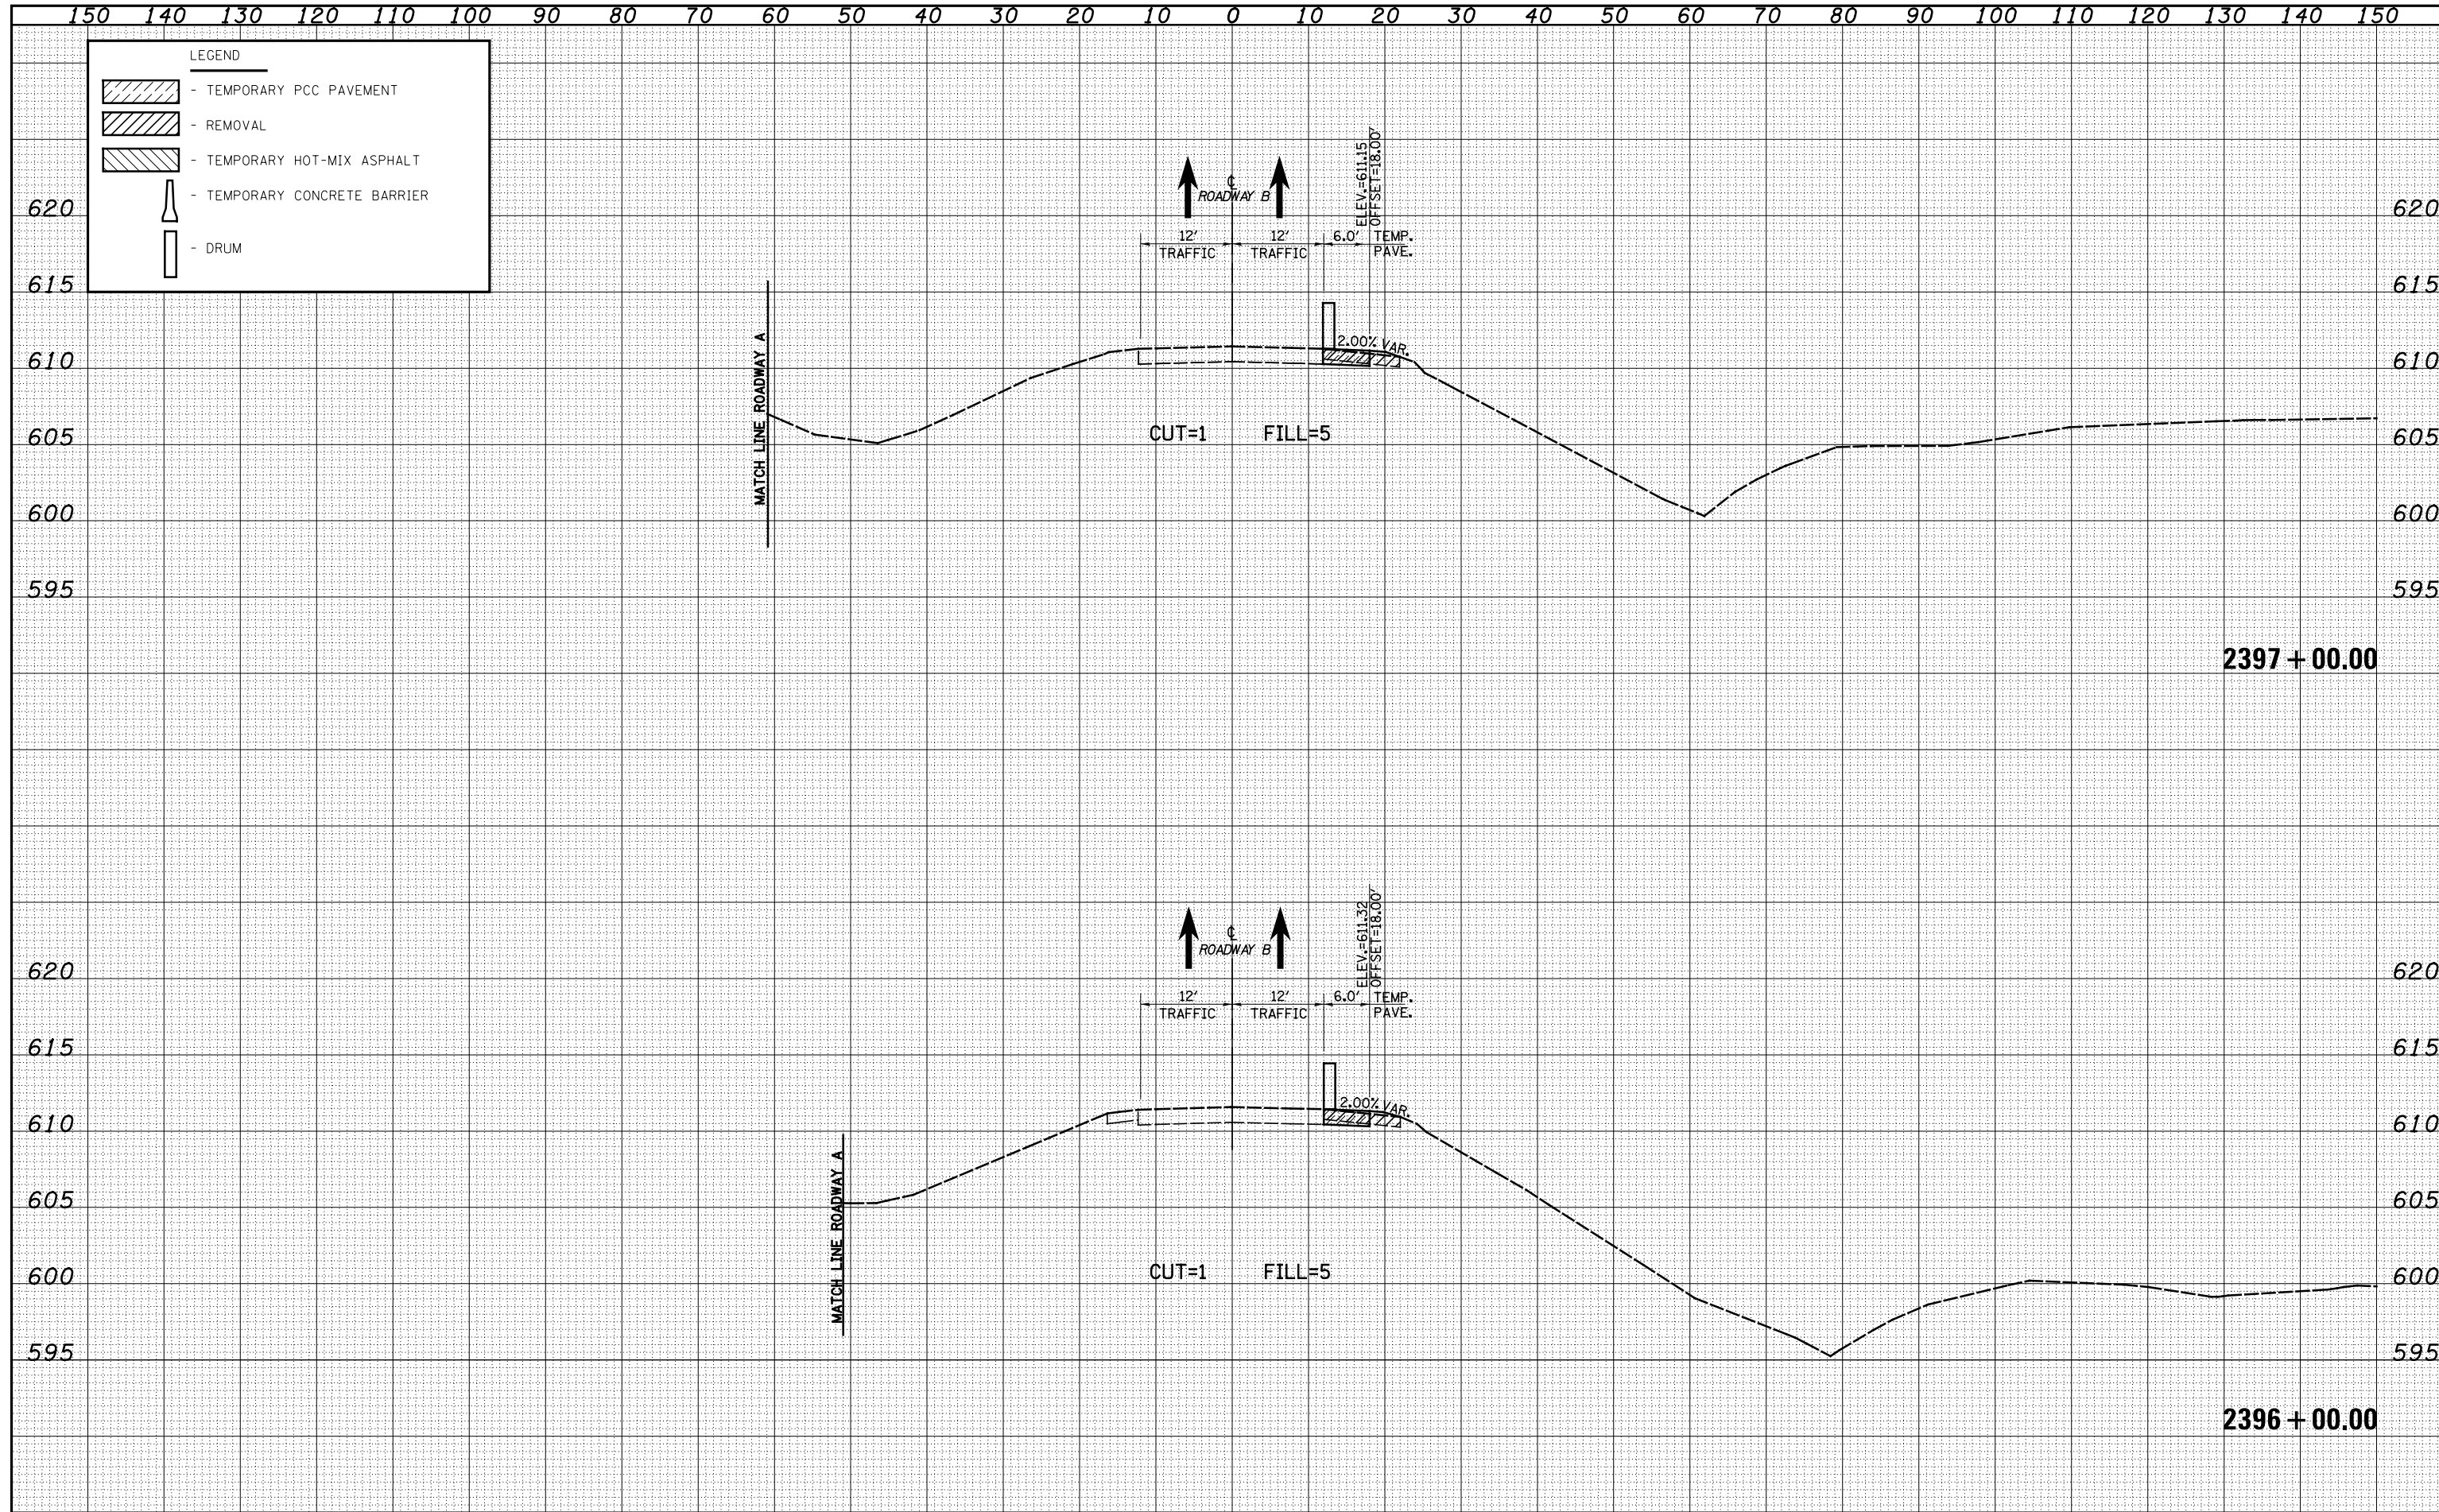 150 140 130 120 110 100 90 80 70 60 50 40 30 20 10 0 10 20 30 40 50 60 70 80 90 100 110 120 130 140 150
LEGEND
- TEMPORARY PCC PAVEMENT
- REMOVAL
- TEMPORARY HOT-MIX ASPHALT
- TEMPORARY CONCRETE BARRIER
- DRUM
ELEV.=611.15
OFFSET=18.00'
℄
ROADWAY B
620 620
12' 12' 6.0' TEMP.
TRAFFIC TRAFFIC PAVE.
615 615
MATCH LINE ROADWAY A
2.00% VAR.
610 610
CUT=1 FILL=5
605 605
600 600
595 595
2397+00.00
ELEV.=611.32
OFFSET=18.00'
℄
ROADWAY B
620 620
12' 12' 6.0' TEMP.
TRAFFIC TRAFFIC PAVE.
615 615
2.00% VAR.
610 610
MATCH LINE ROADWAY A
605 605
CUT=1 FILL=5
600 600
595 595
2396+00.00